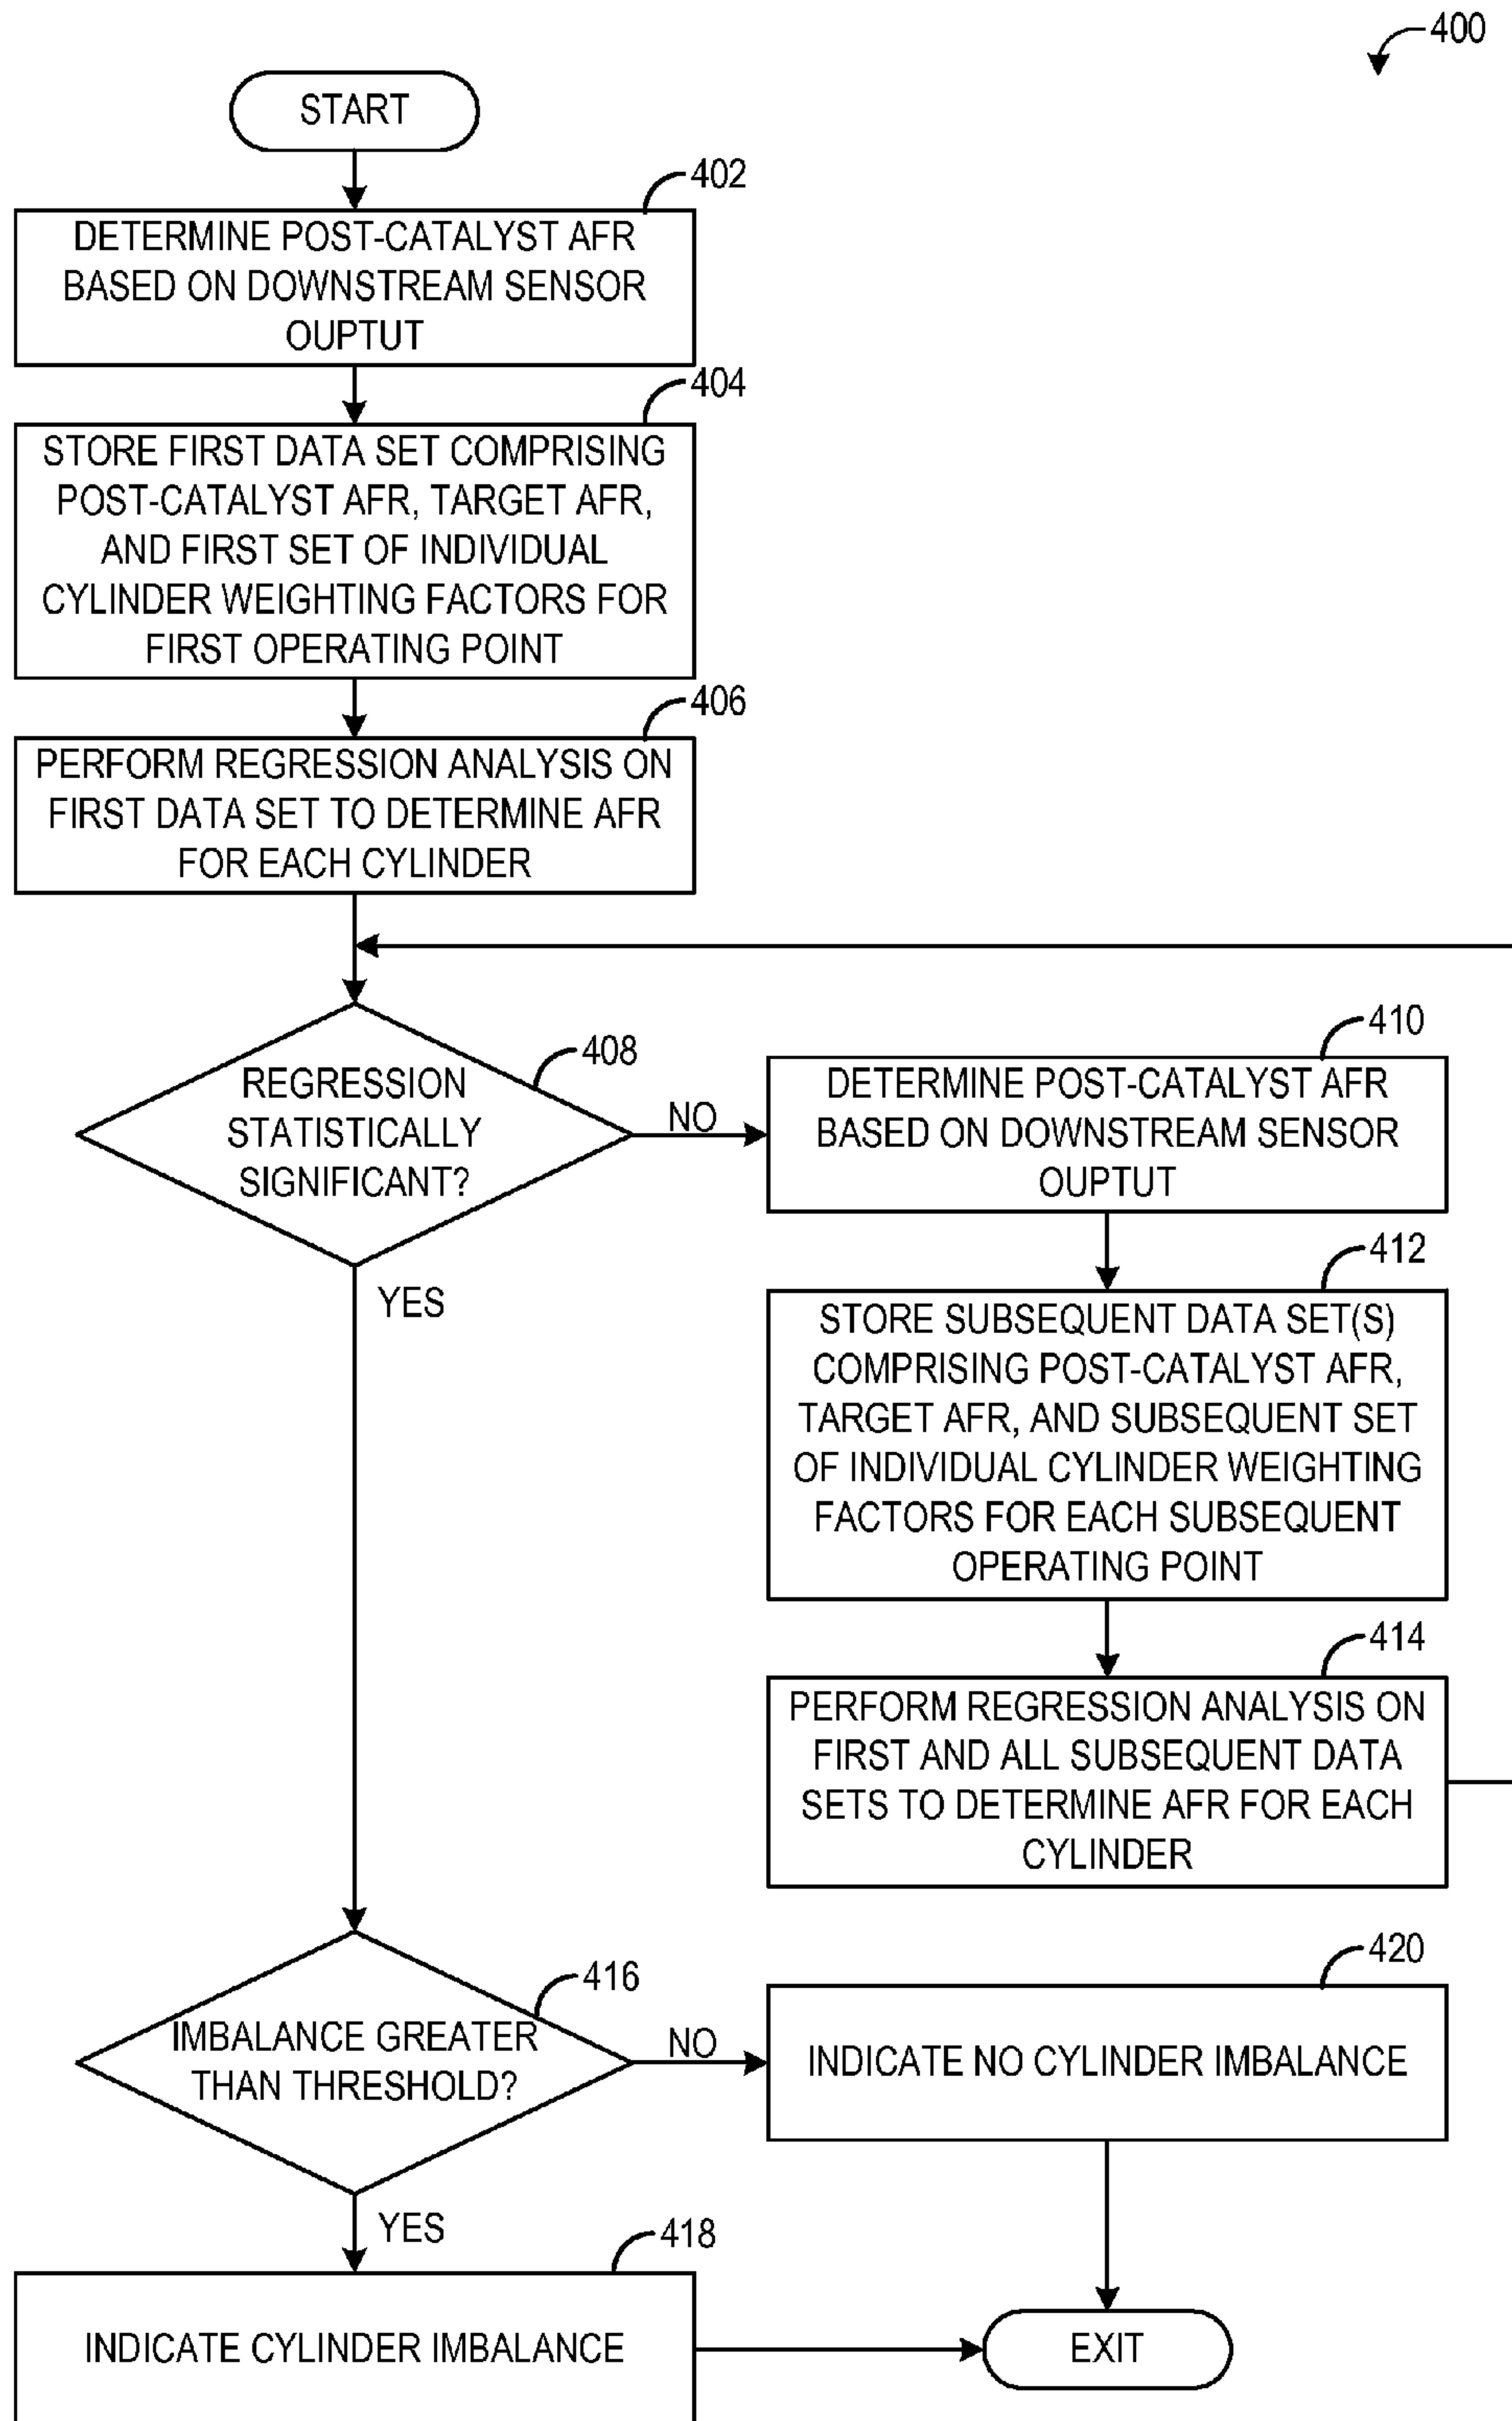 400
START
402
DETERMINE POST-CATALYST AFR
BASED ON DOWNSTREAM SENSOR
OUPTUT
404
STORE FIRST DATA SET COMPRISING
POST-CATALYST AFR, TARGET AFR,
AND FIRST SET OF INDIVIDUAL
CYLINDER WEIGHTING FACTORS FOR
FIRST OPERATING POINT
406
PERFORM REGRESSION ANALYSIS ON
FIRST DATA SET TO DETERMINE AFR
FOR EACH CYLINDER
408
REGRESSION
STATISTICALLY
SIGNIFICANT?
NO
YES
410
DETERMINE POST-CATALYST AFR
BASED ON DOWNSTREAM SENSOR
OUPTUT
412
STORE SUBSEQUENT DATA SET(S)
COMPRISING POST-CATALYST AFR,
TARGET AFR, AND SUBSEQUENT SET
OF INDIVIDUAL CYLINDER WEIGHTING
FACTORS FOR EACH SUBSEQUENT
OPERATING POINT
414
PERFORM REGRESSION ANALYSIS ON
FIRST AND ALL SUBSEQUENT DATA
SETS TO DETERMINE AFR FOR EACH
CYLINDER
416
IMBALANCE GREATER
THAN THRESHOLD?
NO
YES
420
INDICATE NO CYLINDER IMBALANCE
418
INDICATE CYLINDER IMBALANCE
EXIT